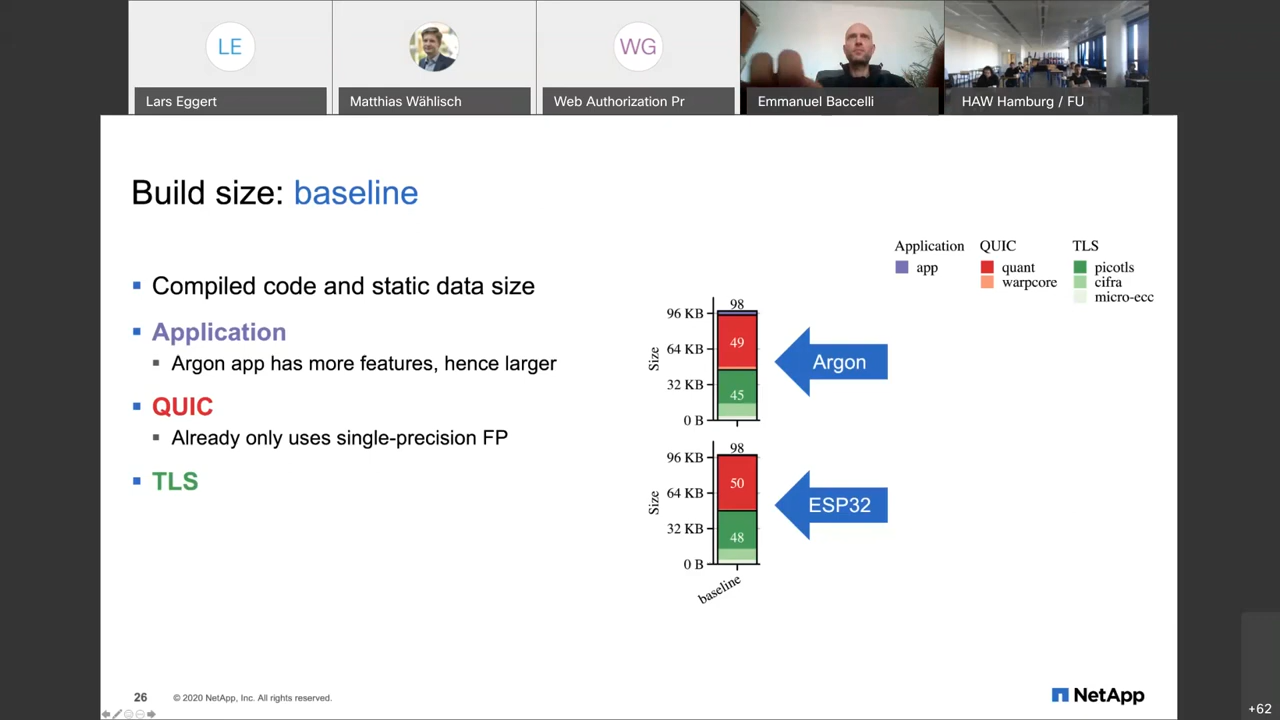 LE
WG
Lars Eggert
Matthias Wählisch
Web Authorization Pr
Emmanuel Baccelli
HAW Hamburg / FU
Build size: baseline
Compiled code and static data size
Application
Argon app has more features, hence larger
QUIC
Already only uses single-precision FP
TLS
Application QUIC TLS
app quant picotls
warpcore cifra
micro-ecc
98
96 KB
49
64 KB
Size
32 KB
45
0 B
Argon
98
96 KB
50
64 KB
Size
32 KB
48
0 B
ESP32
baseline
26 © 2020 NetApp, Inc. All rights reserved.
NetApp
+62